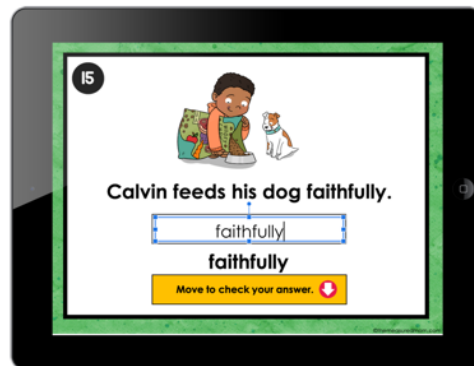 15
Calvin feeds his dog faithfully.
faithfully
faithfully
Move to check your answer.